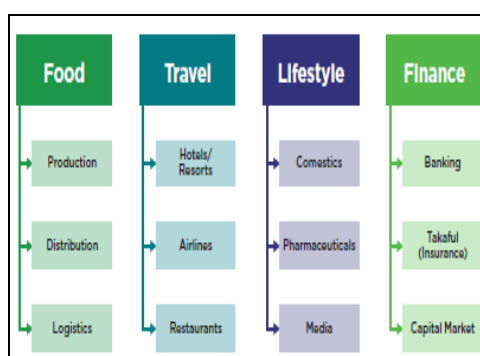 Food
Travel
Lifestyle
Finance
Production
Hotels/
Resorts
Comestics
Banking
Distribution
Airlines
Pharmaceuticals
Takaful
(Insurance)
Logistics
Restaurants
Media
Capital Market